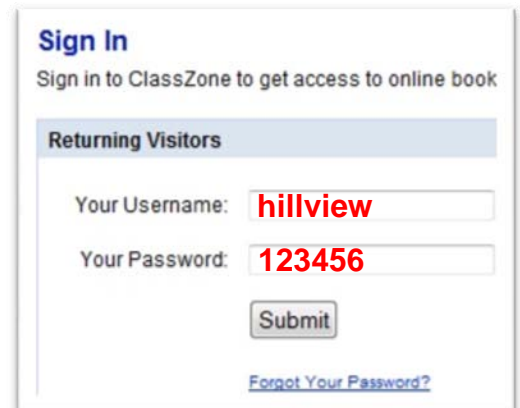 Sign In
Sign in to ClassZone to get access to online book
Returning Visitors
Your Username: hillview
Your Password: 123456
Submit
Forgot Your Password?